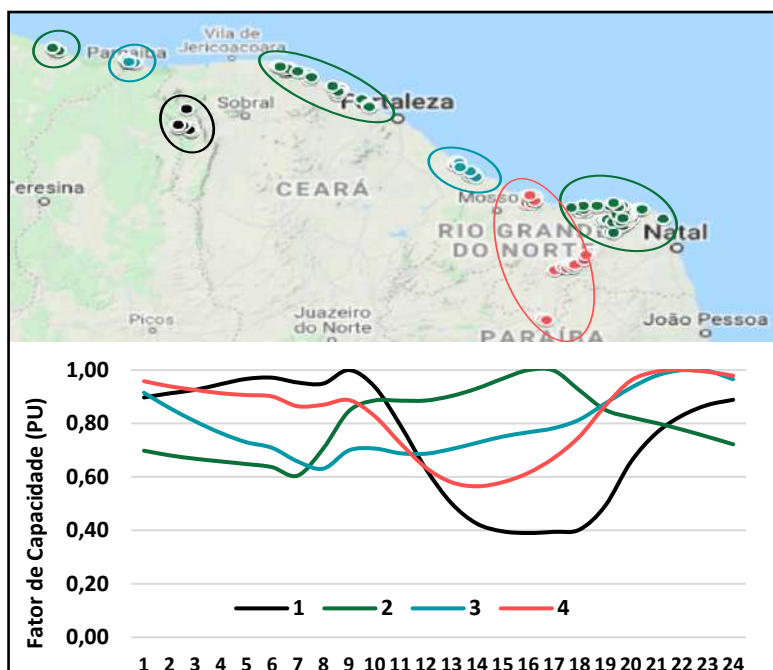 Vila de
Jericoacoara
Parnaíba
Sobral
Fortaleza
Teresina
CEARÁ
Mosso
RIO GRANDE
DO NORTE
Natal
Picos
Juazeiro
do Norte
PARAÍBA
João Pessoa
Fator de Capacidade (PU)
1,00
0,80
0,60
0,40
0,20
0,00
1 2 3 4
1 2 3 4 5 6 7 8 9 10 11 12 13 14 15 16 17 18 19 20 21 22 23 24